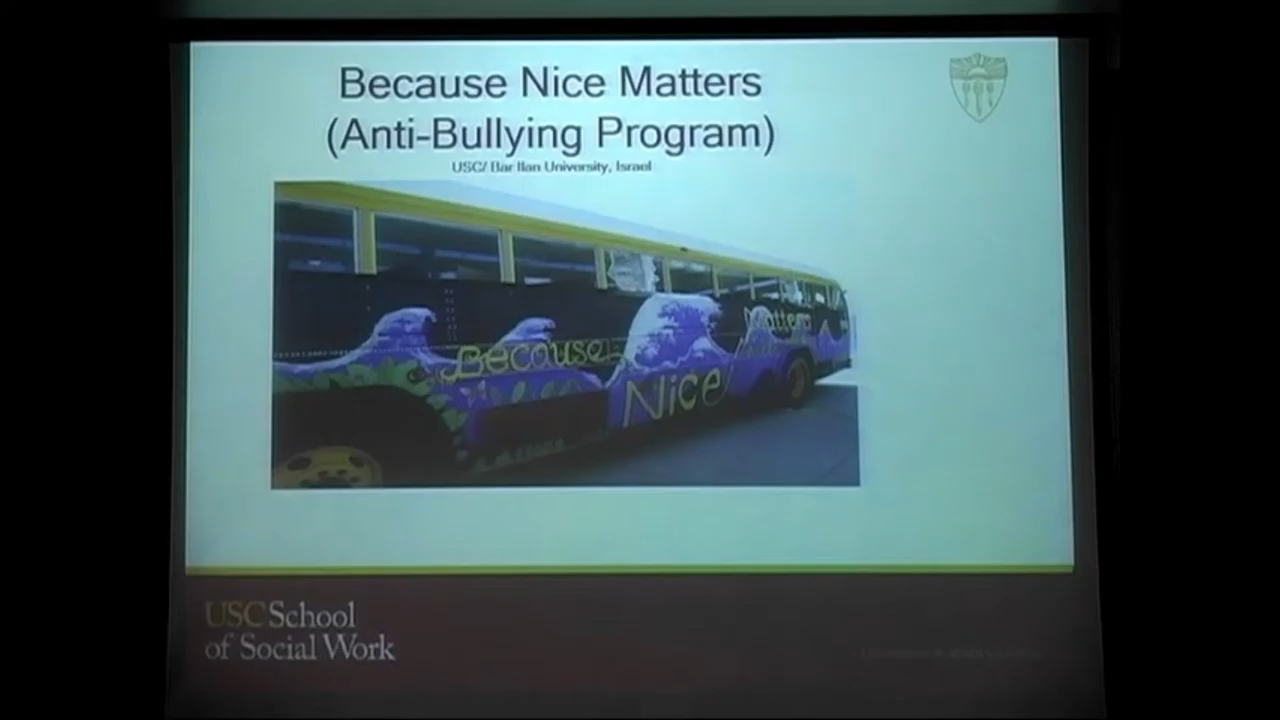 Because Nice Matters
(Anti-Bullying Program)
USC/ Bar Ilan University, Israel
Because
Nice
Matters
USC School
of Social Work